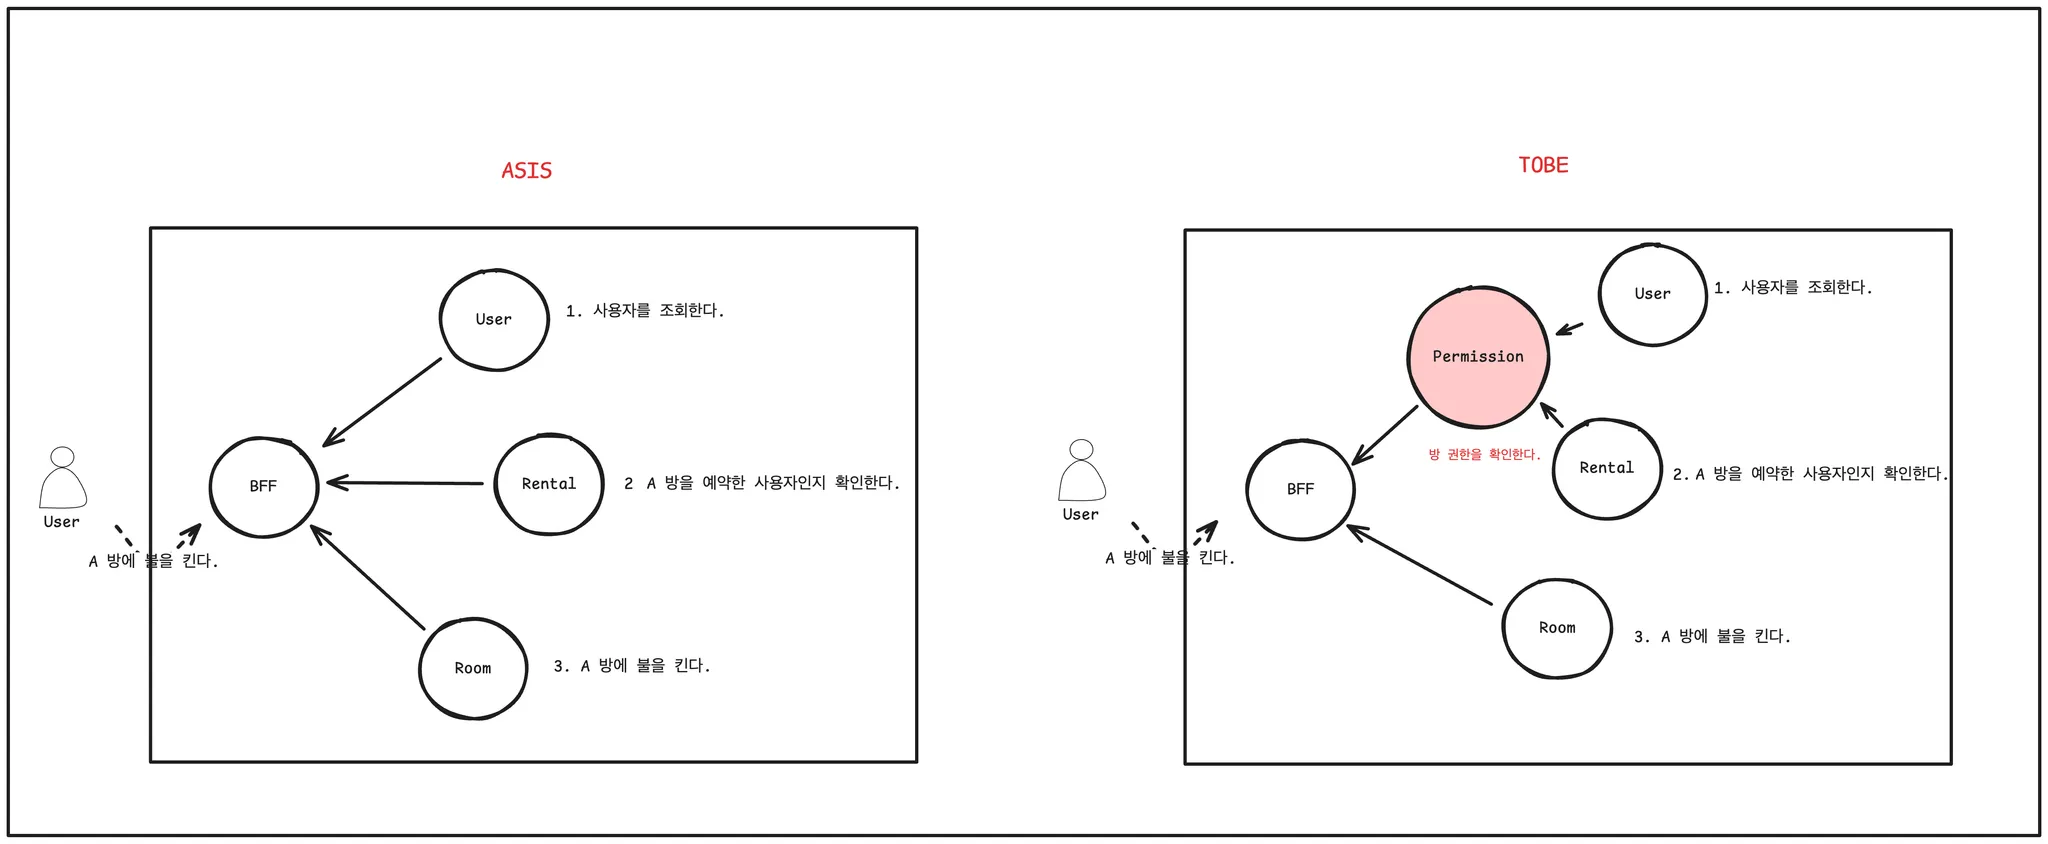 ASIS
User
1. 사용자를 조회한다.
BFF
Rental
2 A 방을 예약한 사용자인지 확인한다.
User
A 방에 불을 킨다.
Room
3. A 방에 불을 킨다.
TOBE
User
1. 사용자를 조회한다.
Permission
방 권한을 확인한다.
Rental
2. A 방을 예약한 사용자인지 확인한다.
BFF
User
A 방에 불을 킨다.
Room
3. A 방에 불을 킨다.